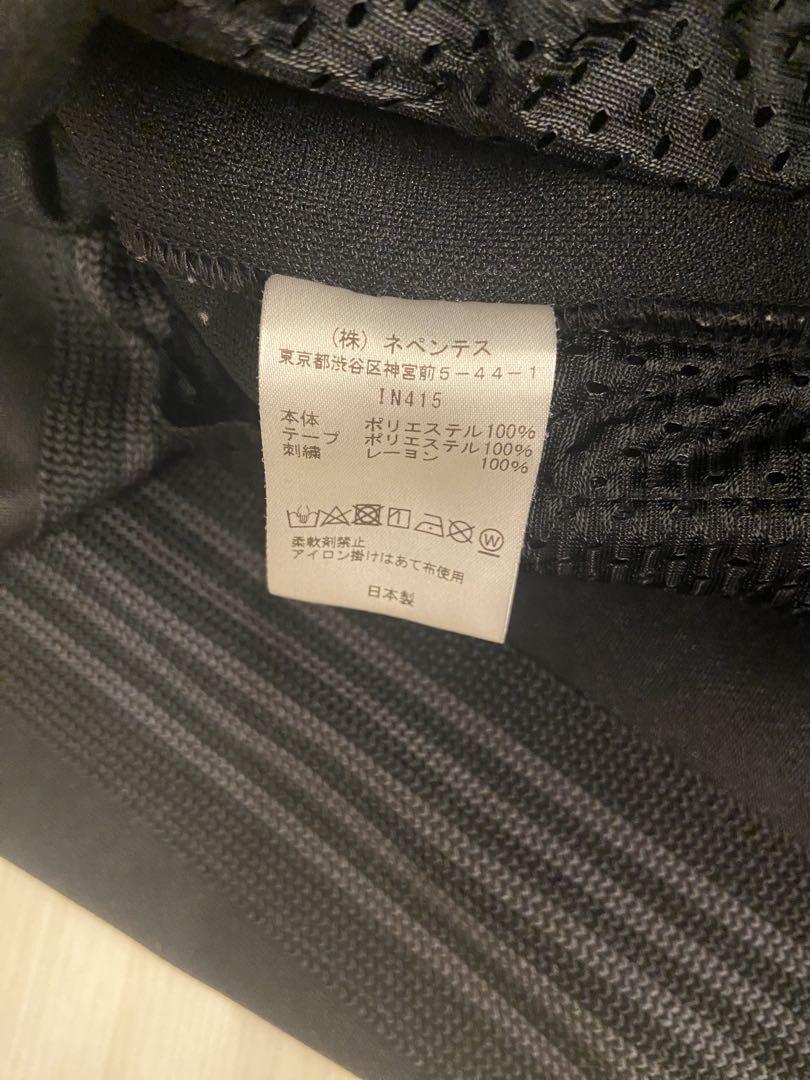 (株) ネペンテス
東京都渋谷区神宮前5-44-1
IN415
本体 ポリエステル100%
テープ ポリエステル100%
刺繍 レーヨン 100%
W
柔軟剤禁止
アイロン掛けはあて布使用
日本製